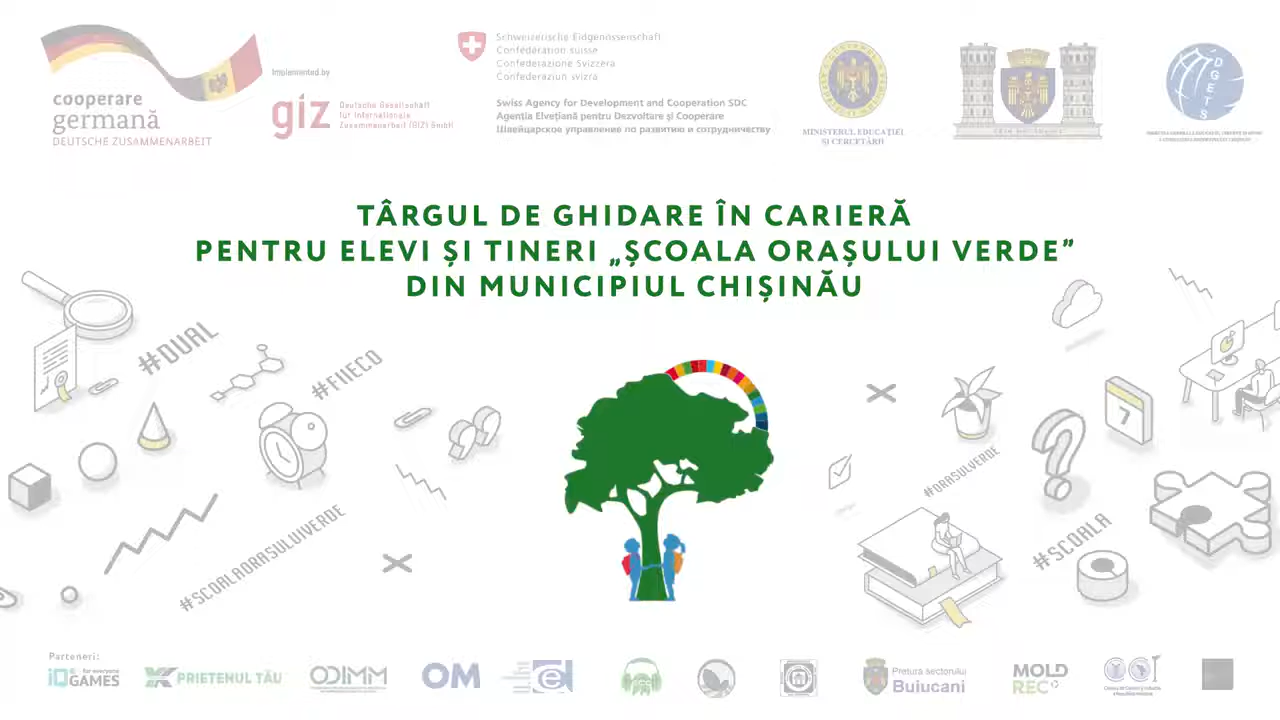 cooperare
germană
DEUTSCHE ZUSAMMENARBEIT
Implemented by
giz
Deutsche Gesellschaft
für Internationale
Zusammenarbeit (GIZ) GmbH
Schweizerische Eidgenossenschaft
Confédération suisse
Confederazione Svizzera
Confederaziun svizra
Swiss Agency for Development and Cooperation SDC
Agenția Elvețiană pentru Dezvoltare și Cooperare
Швейцарское управление по развитию и сотрудничеству
MINISTERUL EDUCAȚIEI
ȘI CERCETĂRII
DGETS
TÂRGUL DE GHIDARE ÎN CARIERĂ
PENTRU ELEVI ȘI TINERI „ȘCOALA ORAȘULUI VERDE”
DIN MUNICIPIUL CHIȘINĂU
#DUAL
#FIIECO
#SCOALAORASULUIVERDE
7
#ORASULVERDE
#SCOALA
Parteneri:
iD for everyone
GAMES
PRIETENUL TĂU
ODIMM
OM
Pretura sectorului
Buiucani
MOLD
REC